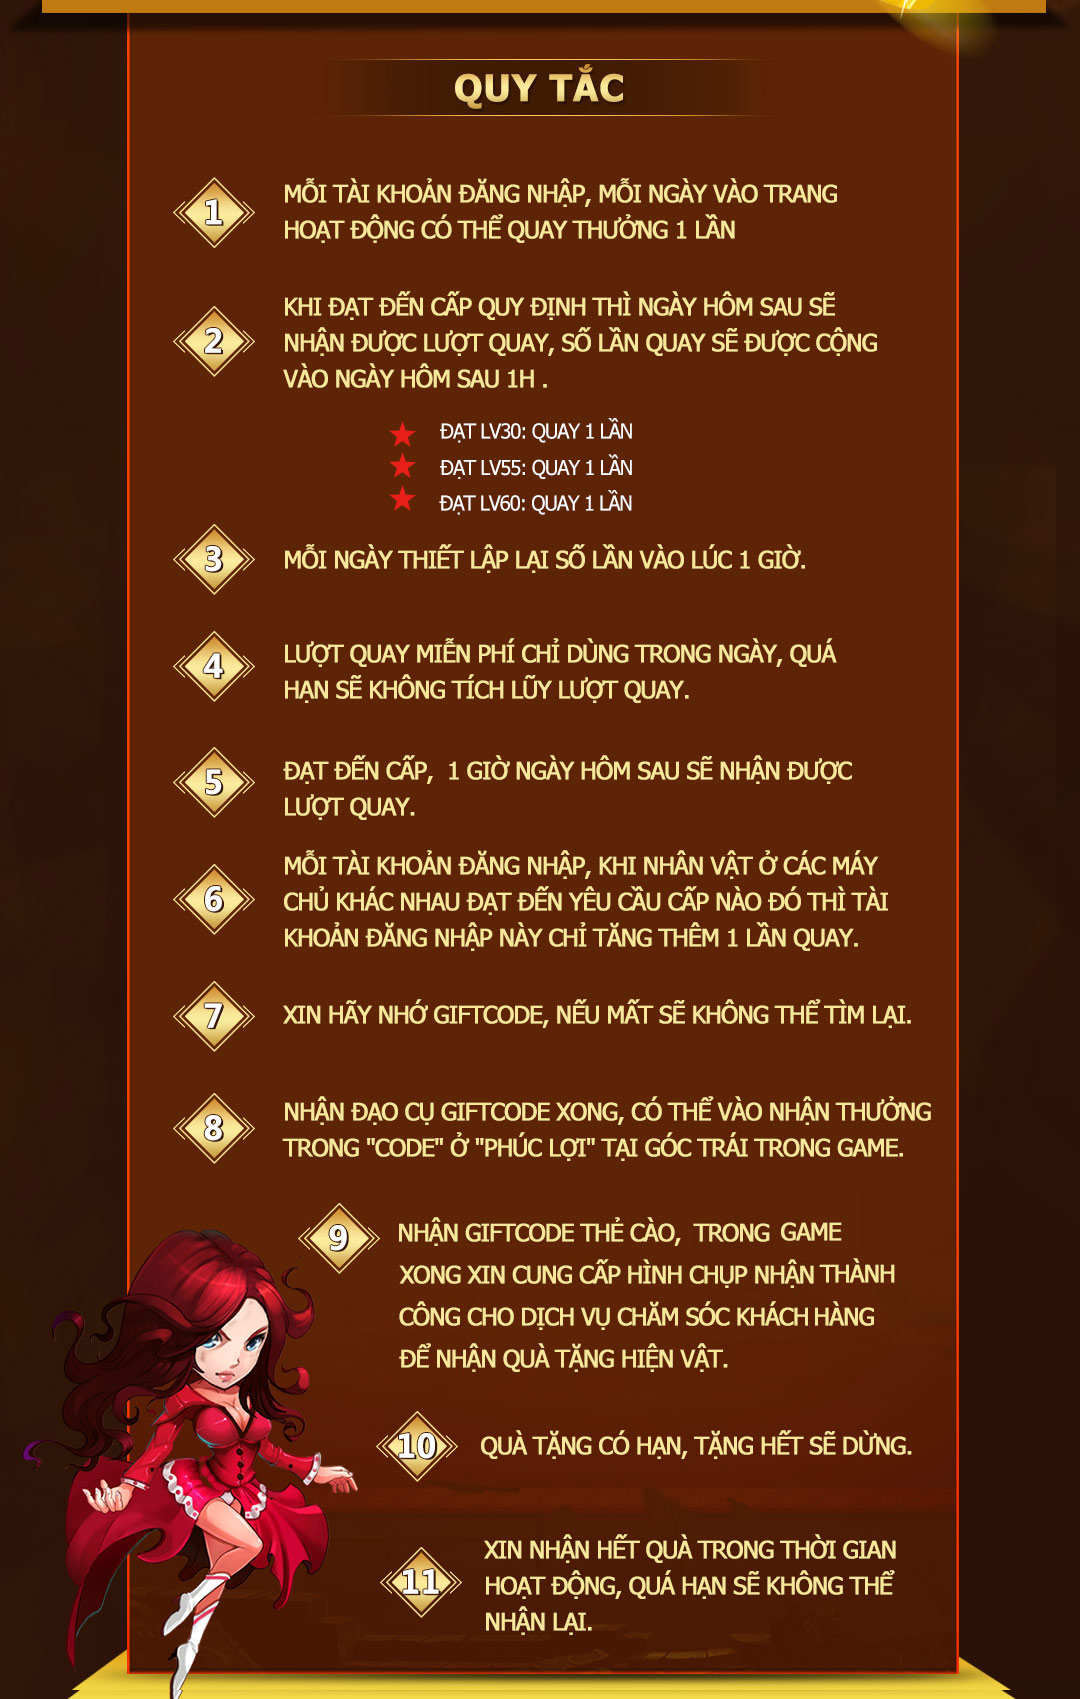 QUY TẮC
1
MỖI TÀI KHOẢN ĐĂNG NHẬP, MỖI NGÀY VÀO TRANG
HOẠT ĐỘNG CÓ THỂ QUAY THƯỞNG 1 LẦN
2
KHI ĐẠT ĐẾN CẤP QUY ĐỊNH THÌ NGÀY HÔM SAU SẼ
NHẬN ĐƯỢC LƯỢT QUAY, SỐ LẦN QUAY SẼ ĐƯỢC CỘNG
VÀO NGÀY HÔM SAU 1H .
ĐẠT LV30: QUAY 1 LẦN
ĐẠT LV55: QUAY 1 LẦN
ĐẠT LV60: QUAY 1 LẦN
3
MỖI NGÀY THIẾT LẬP LẠI SỐ LẦN VÀO LÚC 1 GIỜ.
4
LƯỢT QUAY MIỄN PHÍ CHỈ DÙNG TRONG NGÀY, QUÁ
HẠN SẼ KHÔNG TÍCH LŨY LƯỢT QUAY.
5
ĐẠT ĐẾN CẤP, 1 GIỜ NGÀY HÔM SAU SẼ NHẬN ĐƯỢC
LƯỢT QUAY.
6
MỖI TÀI KHOẢN ĐĂNG NHẬP, KHI NHÂN VẬT Ở CÁC MÁY
CHỦ KHÁC NHAU ĐẠT ĐẾN YÊU CẦU CẤP NÀO ĐÓ THÌ TÀI
KHOẢN ĐĂNG NHẬP NÀY CHỈ TĂNG THÊM 1 LẦN QUAY.
7
XIN HÃY NHỚ GIFTCODE, NẾU MẤT SẼ KHÔNG THỂ TÌM LẠI.
8
NHẬN ĐẠO CỤ GIFTCODE XONG, CÓ THỂ VÀO NHẬN THƯỞNG
TRONG "CODE" Ở "PHÚC LỢI" TẠI GÓC TRÁI TRONG GAME.
9
NHẬN GIFTCODE THẺ CÀO, TRONG GAME
XONG XIN CUNG CẤP HÌNH CHỤP NHẬN THÀNH
CÔNG CHO DỊCH VỤ CHĂM SÓC KHÁCH HÀNG
ĐỂ NHẬN QUÀ TẶNG HIỆN VẬT.
10
QUÀ TẶNG CÓ HẠN, TẶNG HẾT SẼ DỪNG.
11
XIN NHẬN HẾT QUÀ TRONG THỜI GIAN
HOẠT ĐỘNG, QUÁ HẠN SẼ KHÔNG THỂ
NHẬN LẠI.